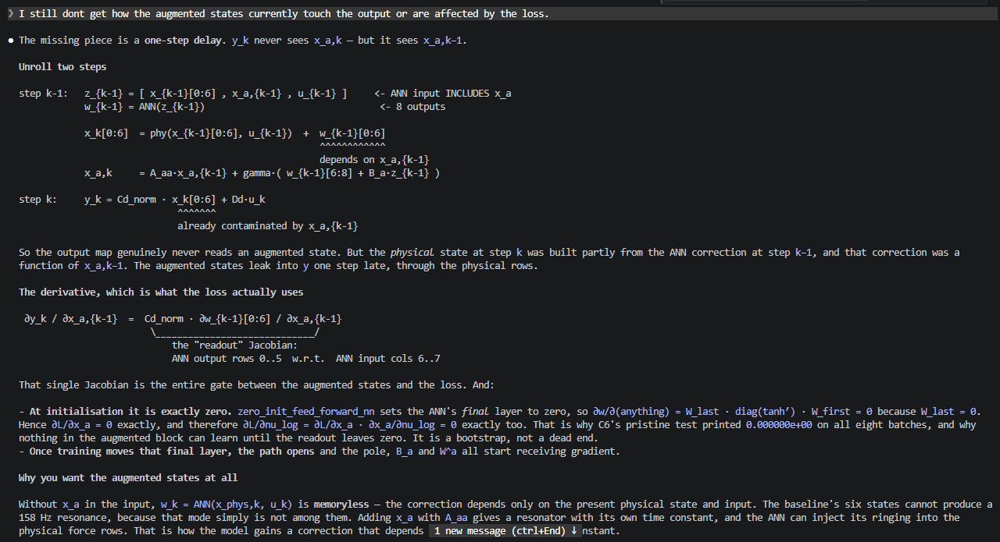 ❯ I still dont get how the augmented states currently touch the output or are affected by the loss.
● The missing piece is a one-step delay. y_k never sees x_a,k — but it sees x_a,k−1.
Unroll two steps
step k-1:   z_{k-1} = [ x_{k-1}[0:6] , x_a,{k-1} , u_{k-1} ]     <- ANN input INCLUDES x_a
w_{k-1} = ANN(z_{k-1})                                <- 8 outputs
x_k[0:6]  = phy(x_{k-1}[0:6], u_{k-1})  +  w_{k-1}[0:6]
^^^^^^^^^^^^
depends on x_a,{k-1}
x_a,k     = A_aa·x_a,{k-1} + gamma·( w_{k-1}[6:8] + B_a·z_{k-1} )
step k:     y_k = Cd_norm · x_k[0:6] + Dd·u_k
^^^^^^^
already contaminated by x_a,{k-1}
So the output map genuinely never reads an augmented state. But the physical state at step k was built partly from the ANN correction at step k−1, and that correction was a
function of x_a,k−1. The augmented states leak into y one step late, through the physical rows.
The derivative, which is what the loss actually uses
∂y_k / ∂x_a,{k-1}  =  Cd_norm · ∂w_{k-1}[0:6] / ∂x_a,{k-1}
\___________________________/
the "readout" Jacobian:
ANN output rows 0..5  w.r.t.  ANN input cols 6..7
That single Jacobian is the entire gate between the augmented states and the loss. And:
- At initialisation it is exactly zero. zero_init_feed_forward_nn sets the ANN's final layer to zero, so ∂w/∂(anything) = W_last · diag(tanh′) · W_first = 0 because W_last = 0.
Hence ∂L/∂x_a = 0 exactly, and therefore ∂L/∂nu_log = ∂L/∂x_a · ∂x_a/∂nu_log = 0 exactly too. That is why C6's pristine test printed 0.000000e+00 on all eight batches, and why
nothing in the augmented block can learn until the readout leaves zero. It is a bootstrap, not a dead end.
- Once training moves that final layer, the path opens and the pole, B_a and W^a all start receiving gradient.
Why you want the augmented states at all
Without x_a in the input, w_k = ANN(x_phys,k, u_k) is memoryless — the correction depends only on the present physical state and input. The baseline's six states cannot produce a
158 Hz resonance, because that mode simply is not among them. Adding x_a with A_aa gives a resonator with its own time constant, and the ANN can inject its ringing into the
physical force rows. That is how the model gains a correction that depends 1 new message (ctrl+End) ↓ nstant.